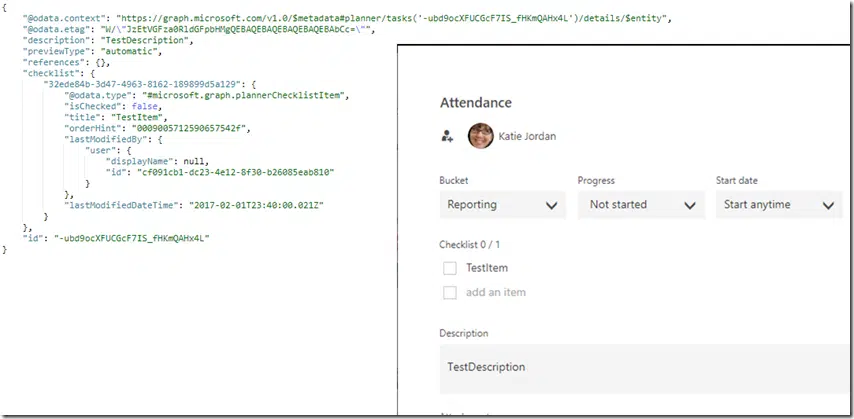 {
"@odata.context": "https://graph.microsoft.com/v1.0/$metadata#planner/tasks('-ubd9ocXFUCGcF7IS_fHKmQAHx4L')/details/$entity",
"@odata.etag": "W/\"JzEtVGFza0RldGFpbHMgQEBAQEBAQEBAQEBAQEBAbCc=\"",
"description": "TestDescription",
"previewType": "automatic",
"references": {},
"checklist": {
"32ede84b-3d47-4963-8162-189899d5a129": {
"@odata.type": "#microsoft.graph.plannerChecklistItem",
"isChecked": false,
"title": "TestItem",
"orderHint": "0009005712590657542f",
"lastModifiedBy": {
"user": {
"displayName": null,
"id": "cf091cb1-dc23-4e12-8f30-b26085eab810"
}
},
"lastModifiedDateTime": "2017-02-01T23:40:00.021Z"
}
},
"id": "-ubd9ocXFUCGcF7IS_fHKmQAHx4L"
}
Attendance
Katie Jordan
Bucket Progress Start date
Reporting Not started Start anytime
Checklist 0 / 1
TestItem
add an item
Description
TestDescription